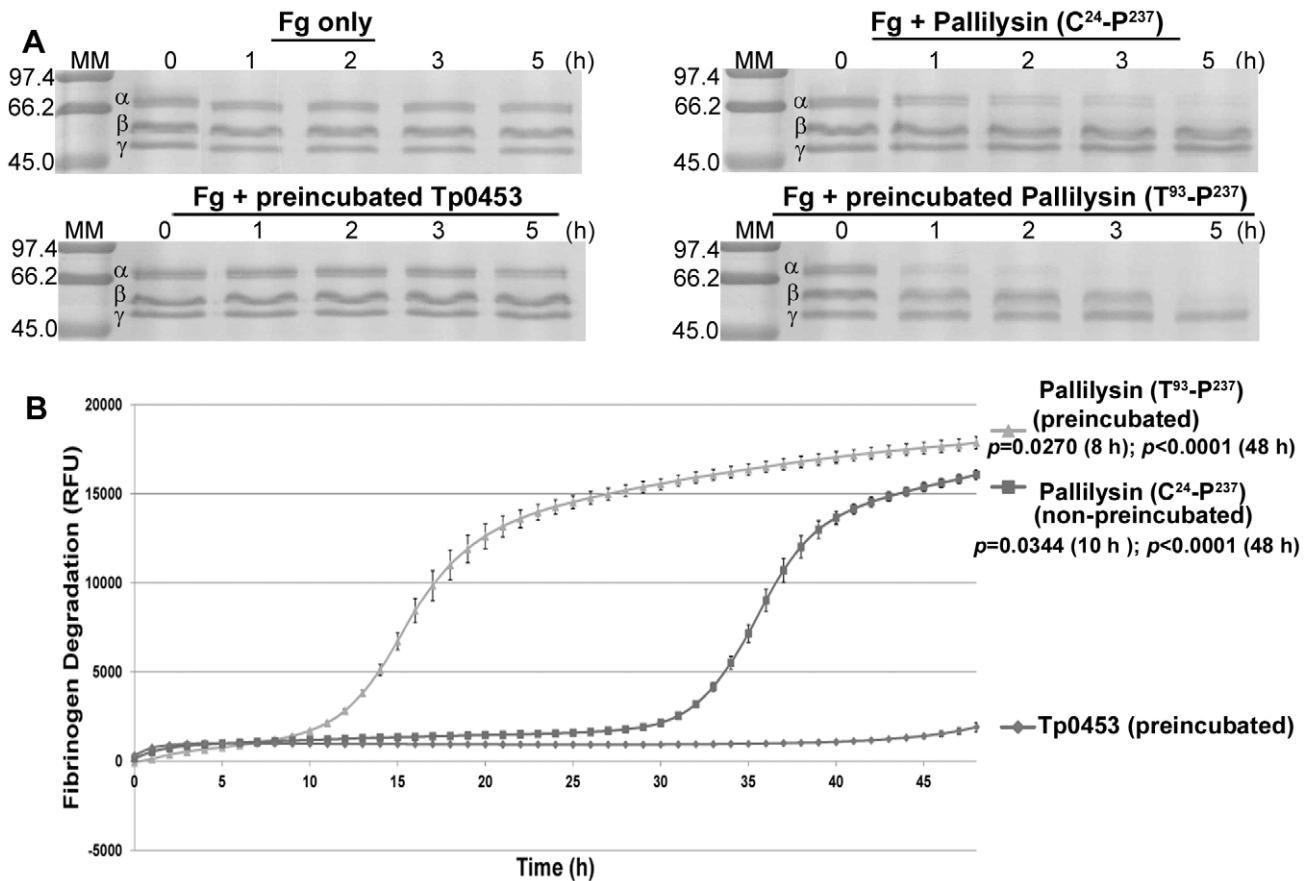 A
Fg only
MM 0 1 2 3 5 (h)
97.4
66.2
45.0
α
β
γ
Fg + Pallilysin (C²⁴-P²³⁷)
MM 0 1 2 3 5 (h)
97.4
66.2
45.0
α
β
γ
Fg + preincubated Tp0453
MM 0 1 2 3 5 (h)
97.4
66.2
45.0
α
β
γ
Fg + preincubated Pallilysin (T⁹³-P²³⁷)
MM 0 1 2 3 5 (h)
97.4
66.2
45.0
α
β
γ
B
Fibrinogen Degradation (RFU)
20000
15000
10000
5000
0
-5000
0 5 10 15 20 25 30 35 40 45
Time (h)
Pallilysin (T⁹³-P²³⁷)
(preincubated)
p=0.0270 (8 h); p<0.0001 (48 h)
Pallilysin (C²⁴-P²³⁷)
(non-preincubated)
p=0.0344 (10 h ); p<0.0001 (48 h)
Tp0453 (preincubated)